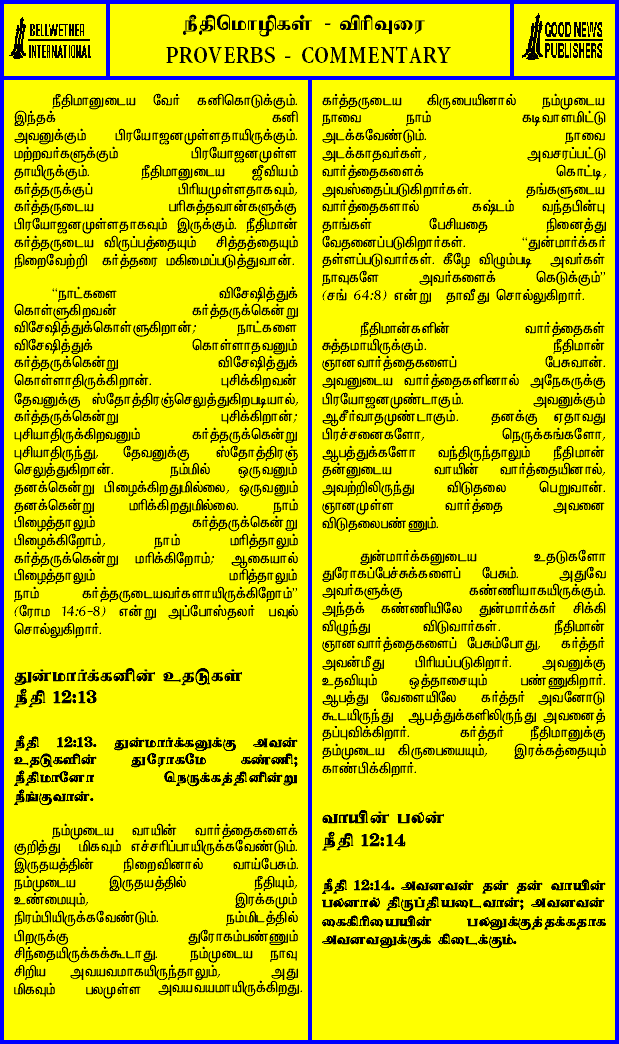 BELLWETHER
INTERNATIONAL
நீதிமொழிகள் - விரிவுரை
PROVERBS - COMMENTARY
GOOD NEWS
PUBLISHERS
நீதிமானுடைய வேர் கனிகொடுக்கும்.
இந்தக் கனி
அவனுக்கும் பிரயோஜனமுள்ளதாயிருக்கும்.
மற்றவர்களுக்கும் பிரயோஜனமுள்ள
தாயிருக்கும். நீதிமானுடைய ஜீவியம்
கர்த்தருக்குப் பிரியமுள்ளதாகவும்,
கர்த்தருடைய பரிசுத்தவான்களுக்கு
பிரயோஜனமுள்ளதாகவும் இருக்கும். நீதிமான்
கர்த்தருடைய விருப்பத்தையும் சித்தத்தையும்
நிறைவேற்றி கர்த்தரை மகிமைப்படுத்துவான்.
“நாட்களை விசேஷித்துக்
கொள்ளுகிறவன் கர்த்தருக்கென்று
விசேஷித்துக்கொள்ளுகிறான்; நாட்களை
விசேஷித்துக் கொள்ளாதவனும்
கர்த்தருக்கென்று விசேஷித்துக்
கொள்ளாதிருக்கிறான். புசிக்கிறவன்
தேவனுக்கு ஸ்தோத்திரஞ்செலுத்துகிறபடியால்,
கர்த்தருக்கென்று புசிக்கிறான்;
புசியாதிருக்கிறவனும் கர்த்தருக்கென்று
புசியாதிருந்து, தேவனுக்கு ஸ்தோத்திரஞ்
செலுத்துகிறான். நம்மில் ஒருவனும்
தனக்கென்று பிழைக்கிறதுமில்லை, ஒருவனும்
தனக்கென்று மரிக்கிறதுமில்லை. நாம்
பிழைத்தாலும் கர்த்தருக்கென்று
பிழைக்கிறோம், நாம் மரித்தாலும்
கர்த்தருக்கென்று மரிக்கிறோம்; ஆகையால்
பிழைத்தாலும் மரித்தாலும்
நாம் கர்த்தருடையவர்களாயிருக்கிறோம்”
(ரோம 14:6-8) என்று அப்போஸ்தலர் பவுல்
சொல்லுகிறார்.
துன்மார்க்கனின் உதடுகள்
நீதி 12:13
நீதி 12:13. துன்மார்க்கனுக்கு அவன்
உதடுகளின் துரோகமே கண்ணி;
நீதிமானோ நெருக்கத்தினின்று
நீங்குவான்.
நம்முடைய வாயின் வார்த்தைகளைக்
குறித்து மிகவும் எச்சரிப்பாயிருக்கவேண்டும்.
இருதயத்தின் நிறைவினால் வாய்பேசும்.
நம்முடைய இருதயத்தில் நீதியும்,
உண்மையும், இரக்கமும்
நிரம்பியிருக்கவேண்டும். நம்மிடத்தில்
பிறருக்கு துரோகம்பண்ணும்
சிந்தையிருக்கக்கூடாது. நம்முடைய நாவு
சிறிய அவயவமாகயிருந்தாலும், அது
மிகவும் பலமுள்ள அவயவயமாயிருக்கிறது.
கர்த்தருடைய கிருபையினால் நம்முடைய
நாவை நாம் கடிவாளமிட்டு
அடக்கவேண்டும். நாவை
அடக்காதவர்கள், அவசரப்பட்டு
வார்த்தைகளைக் கொட்டி,
அவஸ்தைப்படுகிறார்கள். தங்களுடைய
வார்த்தைகளால் கஷ்டம் வந்தபின்பு
தாங்கள் பேசியதை நினைத்து
வேதனைப்படுகிறார்கள். “துன்மார்க்கர்
தள்ளப்படுவார்கள். கீழே விழும்படி அவர்கள்
நாவுகளே அவர்களைக் கெடுக்கும்”
(சங் 64:8) என்று தாவீது சொல்லுகிறார்.
நீதிமான்களின் வார்த்தைகள்
சுத்தமாயிருக்கும். நீதிமான்
ஞானவார்த்தைகளைப் பேசுவான்.
அவனுடைய வார்த்தைகளினால் அநேகருக்கு
பிரயோஜனமுண்டாகும். அவனுக்கும்
ஆசீர்வாதமுண்டாகும். தனக்கு ஏதாவது
பிரச்சனைகளோ, நெருக்கங்களோ,
ஆபத்துக்களோ வந்திருந்தாலும் நீதிமான்
தன்னுடைய வாயின் வார்த்தையினால்,
அவற்றிலிருந்து விடுதலை பெறுவான்.
ஞானமுள்ள வார்த்தை அவனை
விடுதலைபண்ணும்.
துன்மார்க்கனுடைய உதடுகளோ
துரோகப்பேச்சுக்களைப் பேசும். அதுவே
அவர்களுக்கு கண்ணியாகயிருக்கும்.
அந்தக் கண்ணியிலே துன்மார்க்கர் சிக்கி
விழுந்து விடுவார்கள். நீதிமான்
ஞானவார்த்தைகளைப் பேசும்போது, கர்த்தர்
அவன்மீது பிரியப்படுகிறார். அவனுக்கு
உதவியும் ஒத்தாசையும் பண்ணுகிறார்.
ஆபத்து வேளையிலே கர்த்தர் அவனோடு
கூடயிருந்து ஆபத்துக்களிலிருந்து அவனைத்
தப்புவிக்கிறார். கர்த்தர் நீதிமானுக்கு
தம்முடைய கிருபையையும், இரக்கத்தையும்
காண்பிக்கிறார்.
வாயின் பலன்
நீதி 12:14
நீதி 12:14. அவனவன் தன் தன் வாயின்
பலனால் திருப்தியடைவான்; அவனவன்
கைகிரியையின் பலனுக்குத்தக்கதாக
அவனவனுக்குக் கிடைக்கும்.